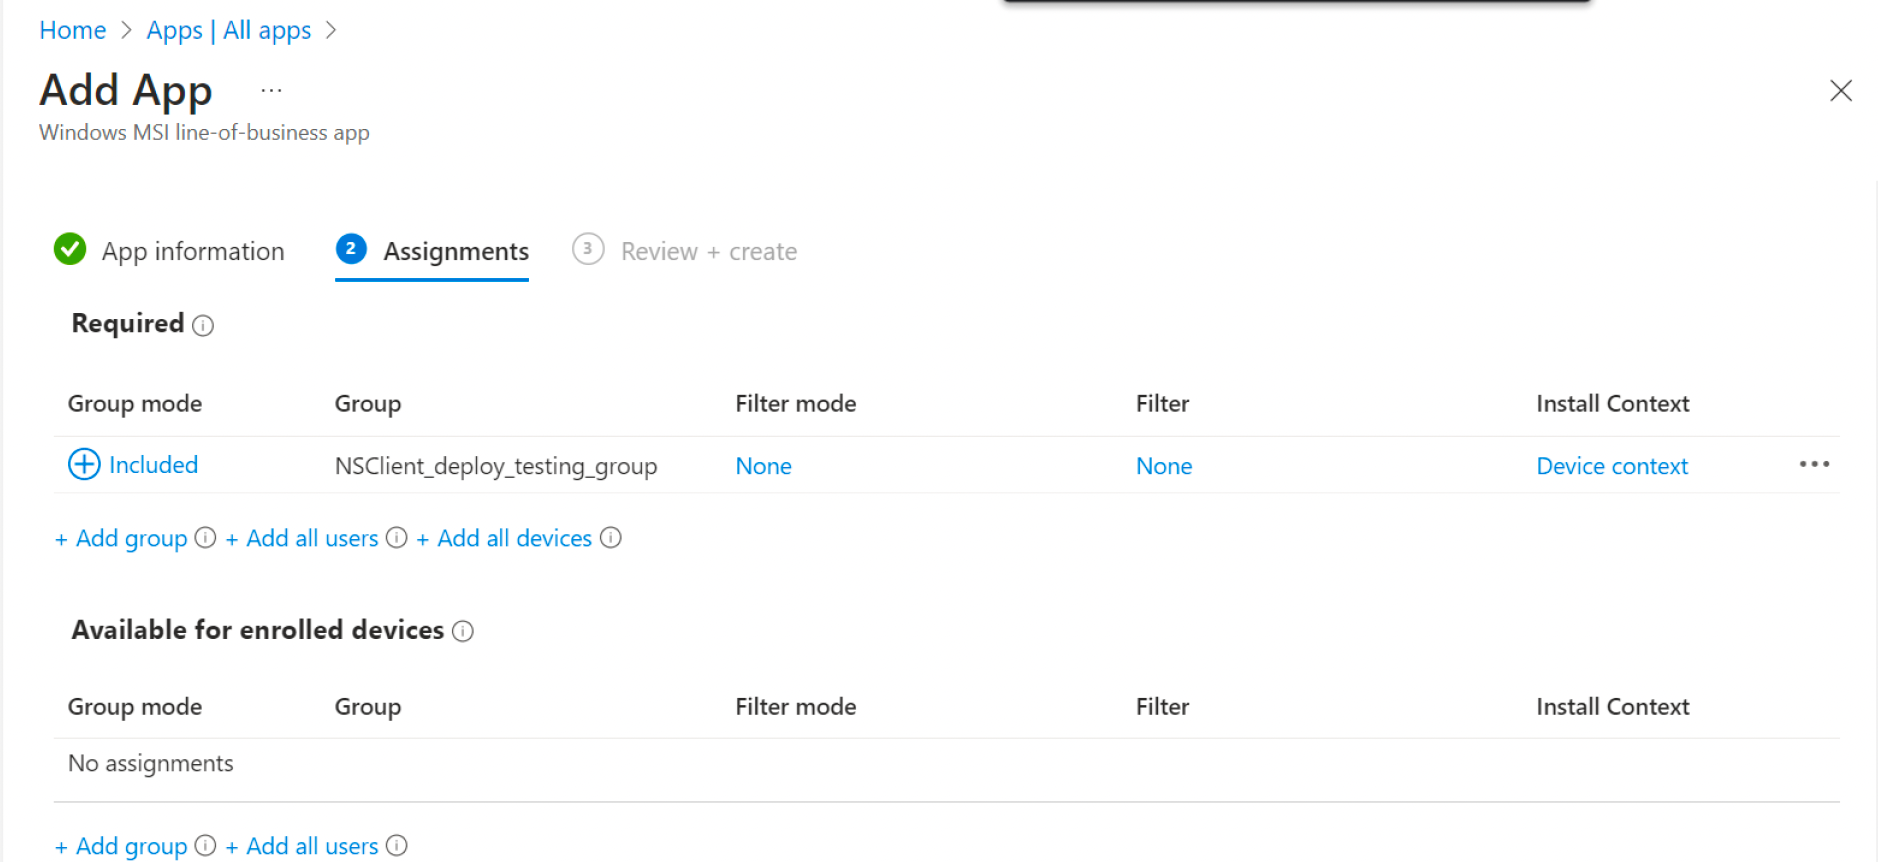 Home > Apps | All apps >
Add App ...
Windows MSI line-of-business app
App information 2 Assignments 3 Review + create
Required
Group mode Group Filter mode Filter Install Context
Included NSClient_deploy_testing_group None None Device context
+ Add group + Add all users + Add all devices
Available for enrolled devices
Group mode Group Filter mode Filter Install Context
No assignments
+ Add group + Add all users